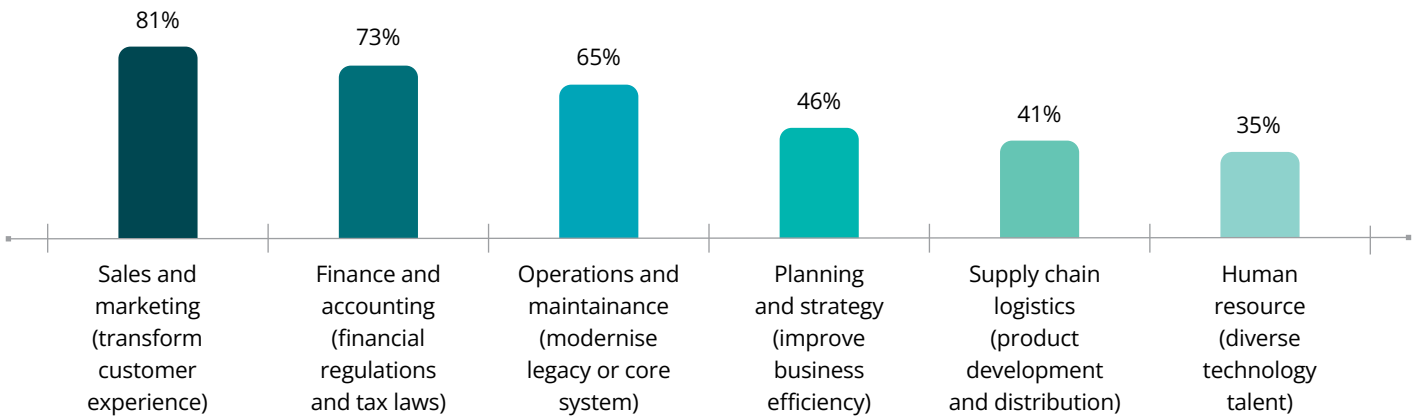 81%
73%
65%
46%
41%
35%
Sales and
marketing
(transform
customer
experience)
Finance and
accounting
(financial
regulations
and tax laws)
Operations and
maintainance
(modernise
legacy or core
system)
Planning
and strategy
(improve
business
efficiency)
Supply chain
logistics
(product
development
and distribution)
Human
resource
(diverse
technology
talent)